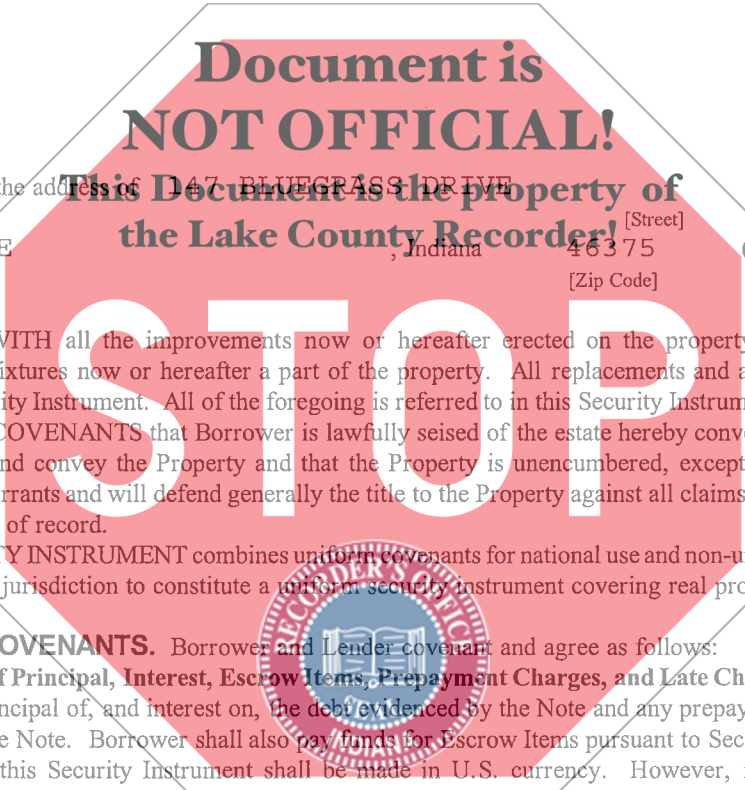 Document is
NOT OFFICIAL!
This Document is the property of
the Lake County Recorder!
STOP
the address of 147 BLUEGRASS DRIVE
[Street]
E , Indiana 46375
[Zip Code]
WITH all the improvements now or hereafter erected on the property
ixtures now or hereafter a part of the property. All replacements and a
ity Instrument. All of the foregoing is referred to in this Security Instrum
COVENANTS that Borrower is lawfully seised of the estate hereby conv
nd convey the Property and that the Property is unencumbered, except
rrants and will defend generally the title to the Property against all claims
of record.
TY INSTRUMENT combines uniform covenants for national use and non-u
jurisdiction to constitute a uniform security instrument covering real pro
OVENANTS. Borrower and Lender covenant and agree as follows:
f Principal, Interest, Escrow Items, Prepayment Charges, and Late Ch
ncipal of, and interest on, the debt evidenced by the Note and any prepay
e Note. Borrower shall also pay funds for Escrow Items pursuant to Sec
this Security Instrument shall be made in U.S. currency. However,
RECORDER'S OFFICE